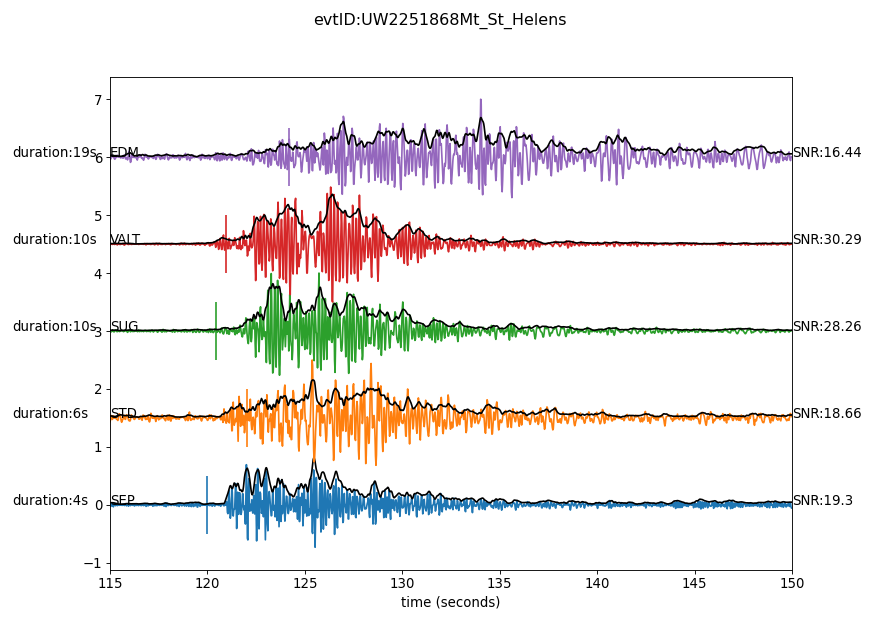 evtID:UW2251868Mt_St_Helens
7
duration:19s EDM 6 SNR:16.44
5
duration:10s VALT SNR:30.29
4
duration:10s SUG 3 SNR:28.26
2
duration:6s STD SNR:18.66
1
duration:4s SEP 0 SNR:19.3
−1
115 120 125 130 135 140 145 150
time (seconds)